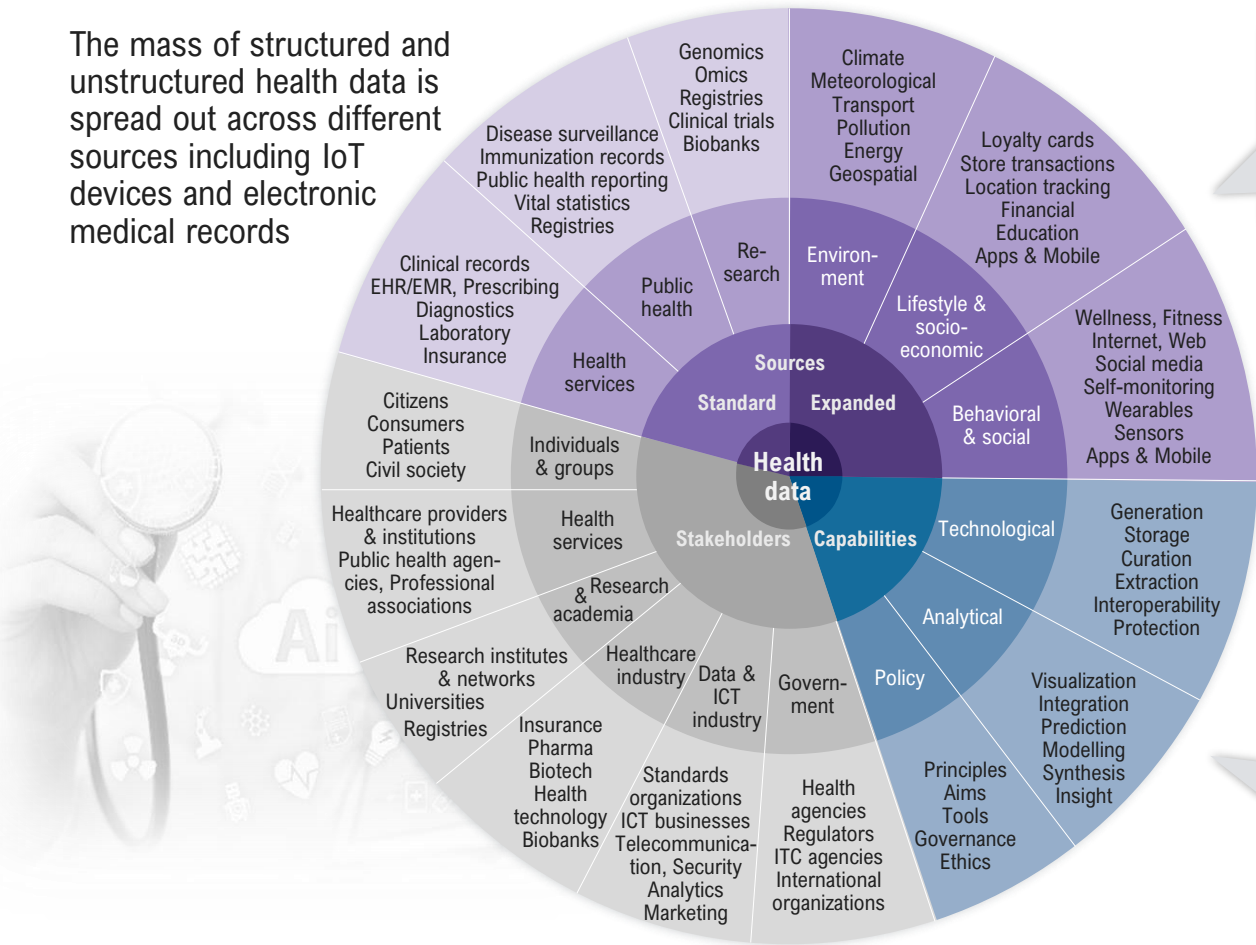 The mass of structured and
unstructured health data is
spread out across different
sources including IoT
devices and electronic
medical records
Genomics
Omics
Registries
Clinical trials
Biobanks
Climate
Meteorological
Transport
Pollution
Energy
Geospatial
Disease surveillance
Immunization records
Public health reporting
Vital statistics
Registries
Loyalty cards
Store transactions
Location tracking
Financial
Education
Apps & Mobile
Clinical records
EHR/EMR, Prescribing
Diagnostics
Laboratory
Insurance
Wellness, Fitness
Internet, Web
Social media
Self-monitoring
Wearables
Sensors
Apps & Mobile
Re-
search
Environ-
ment
Public
health
Lifestyle &
socio-
economic
Health
services
Behavioral
& social
Sources
Standard
Expanded
Health
data
Stakeholders
Capabilities
Citizens
Consumers
Patients
Civil society
Individuals
& groups
Healthcare providers
& institutions
Public health agen-
cies, Professional
associations
Health
services
Research institutes
& networks
Universities
Registries
Research
&
academia
Insurance
Pharma
Biotech
Health
technology
Biobanks
Healthcare
industry
Standards
organizations
ICT businesses
Telecommunica-
tion, Security
Analytics
Marketing
Data &
ICT
industry
Health
agencies
Regulators
ITC agencies
International
organizations
Govern-
ment
Technological
Generation
Storage
Curation
Extraction
Interoperability
Protection
Analytical
Visualization
Integration
Prediction
Modelling
Synthesis
Insight
Policy
Principles
Aims
Tools
Governance
Ethics
Ai